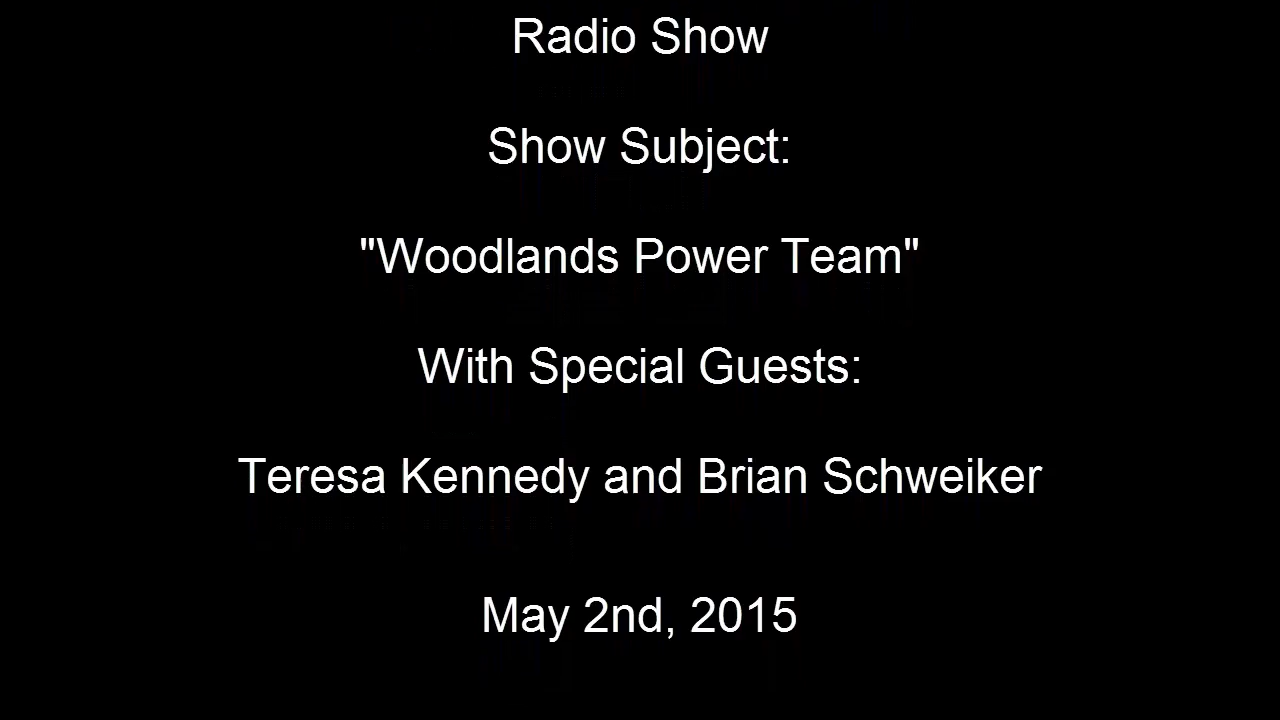 Radio Show
Show Subject:
"Woodlands Power Team"
With Special Guests:
Teresa Kennedy and Brian Schweiker
May 2nd, 2015